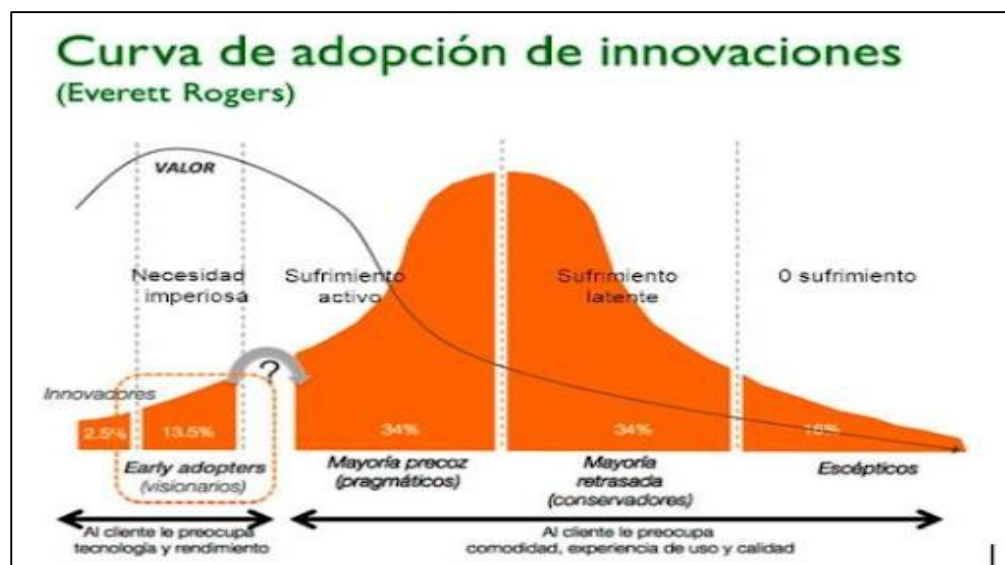 Curva de adopción de innovaciones
(Everett Rogers)
VALOR
Necesidad
imperiosa
Sufrimiento
activo
Sufrimiento
latente
0 sufrimiento
?
Innovadores
2.5%
13.5%
34%
34%
16%
Early adopters
(visionarios)
Mayoría precoz
(pragmáticos)
Mayoría
retrasada
(conservadores)
Escépticos
Al cliente le preocupa
tecnología y rendimiento
Al cliente le preocupa
comodidad, experiencia de uso y calidad